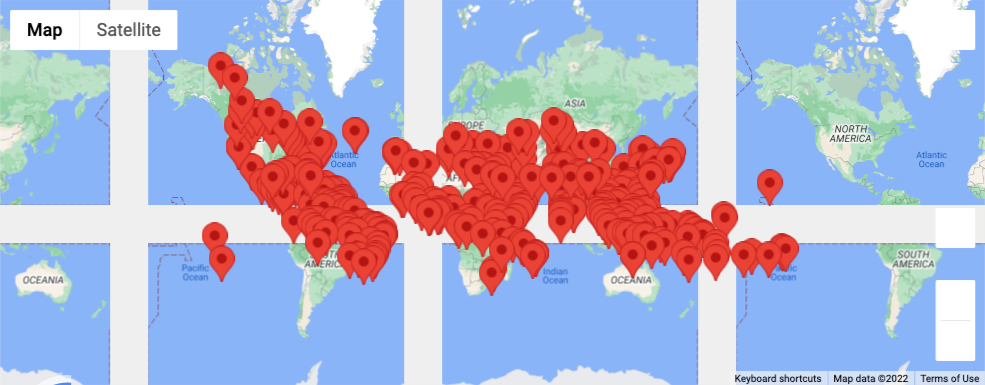 Map
Satellite
ASIA
NORTH
AMERICA
Atlantic
Ocean
Atlantic
Ocean
Pacific
Ocean
Indian
Ocean
OCEANIA
OCEANIA
AMERICA
SOUTH
AMERICA
Ocean
Keyboard shortcuts
Map data ©2022
Terms of Use